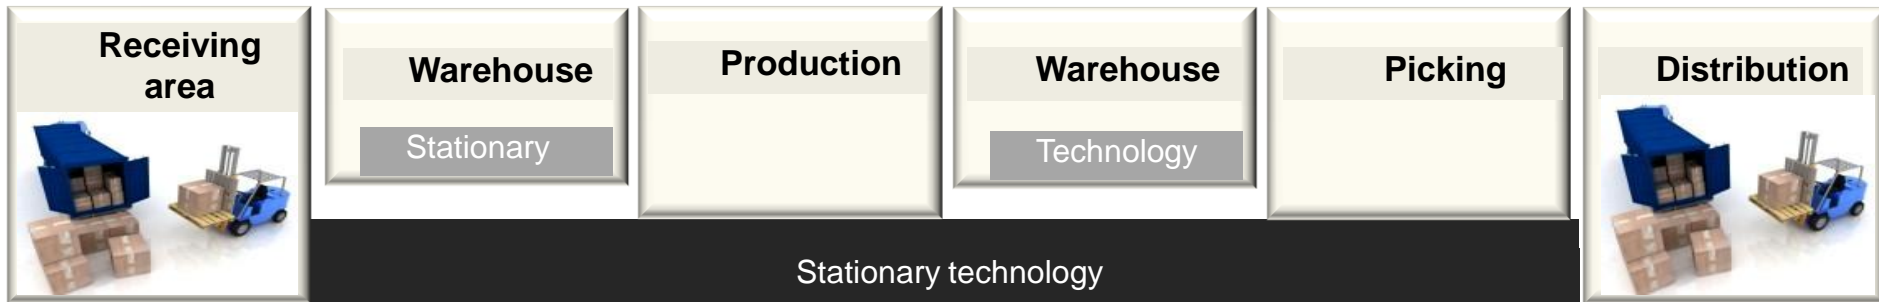 Receiving
area
Warehouse
Stationary
Production
Warehouse
Technology
Picking
Distribution
Stationary technology